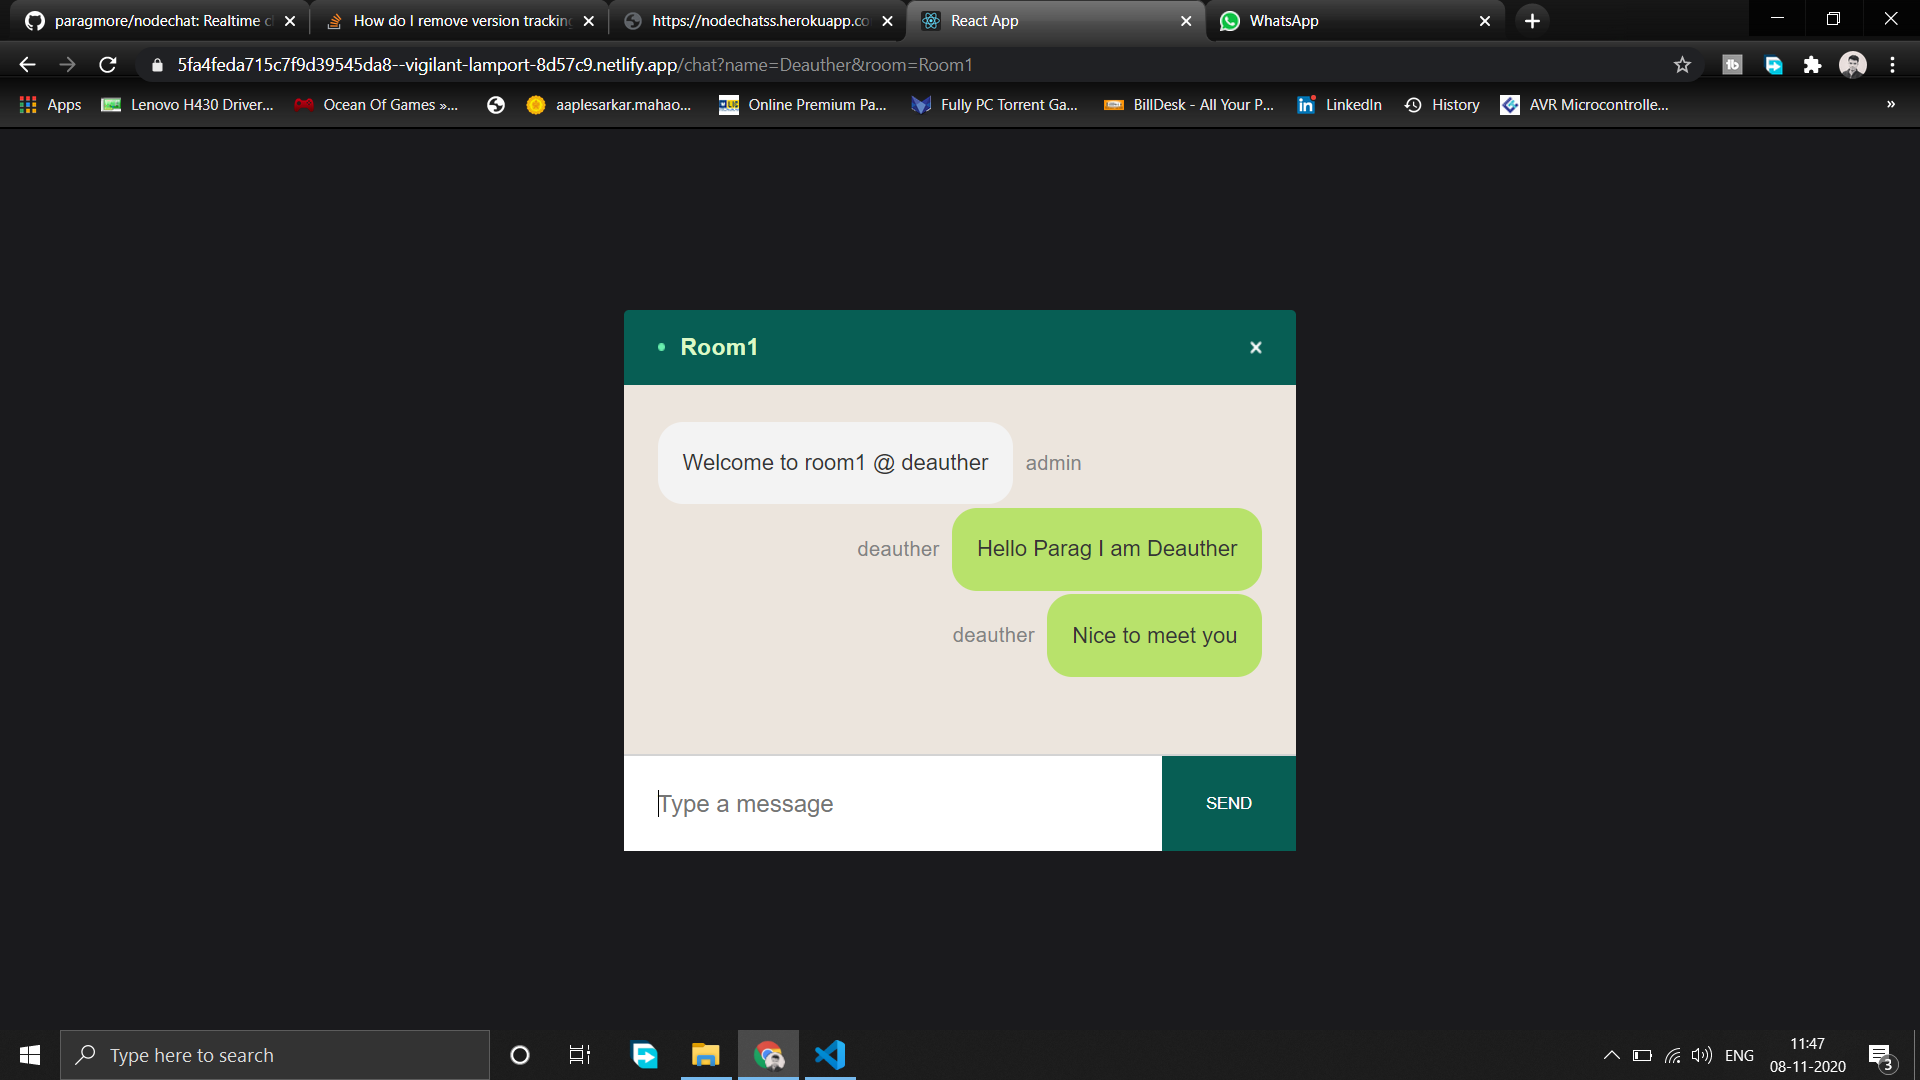 paragmore/nodechat: Realtime c
How do I remove version tracking
https://nodechatss.herokuapp.co
React App
WhatsApp
5fa4feda715c7f9d39545da8--vigilant-lamport-8d57c9.netlify.app/chat?name=Deauther&room=Room1
Apps
Lenovo H430 Driver...
Ocean Of Games »...
aaplesarkar.mahao...
Online Premium Pa...
Fully PC Torrent Ga...
BillDesk - All Your P...
LinkedIn
History
AVR Microcontrolle...
»
Room1
Welcome to room1 @ deauther
admin
deauther
Hello Parag I am Deauther
deauther
Nice to meet you
Type a message
SEND
Type here to search
ENG
11:47
08-11-2020
3